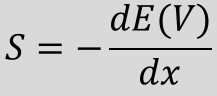 S = − dE(V) / dx